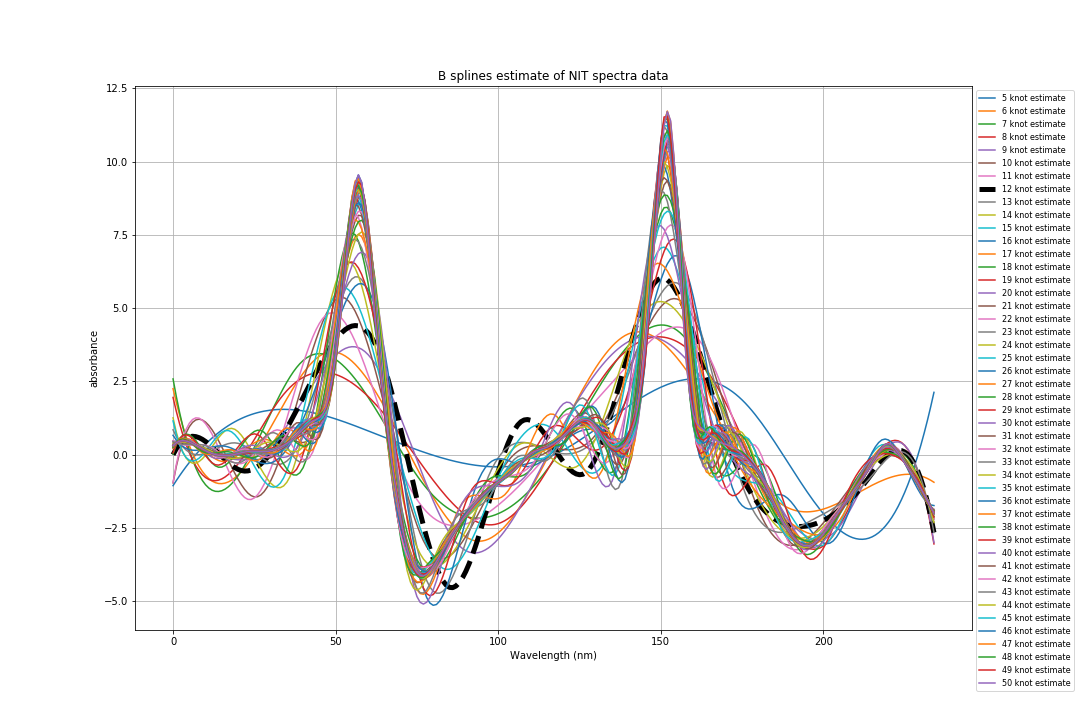 B splines estimate of NIT spectra data
12.5
10.0
7.5
5.0
2.5
0.0
−2.5
−5.0
absorbance
0 50 100 150 200
Wavelength (nm)
5 knot estimate
6 knot estimate
7 knot estimate
8 knot estimate
9 knot estimate
10 knot estimate
11 knot estimate
12 knot estimate
13 knot estimate
14 knot estimate
15 knot estimate
16 knot estimate
17 knot estimate
18 knot estimate
19 knot estimate
20 knot estimate
21 knot estimate
22 knot estimate
23 knot estimate
24 knot estimate
25 knot estimate
26 knot estimate
27 knot estimate
28 knot estimate
29 knot estimate
30 knot estimate
31 knot estimate
32 knot estimate
33 knot estimate
34 knot estimate
35 knot estimate
36 knot estimate
37 knot estimate
38 knot estimate
39 knot estimate
40 knot estimate
41 knot estimate
42 knot estimate
43 knot estimate
44 knot estimate
45 knot estimate
46 knot estimate
47 knot estimate
48 knot estimate
49 knot estimate
50 knot estimate